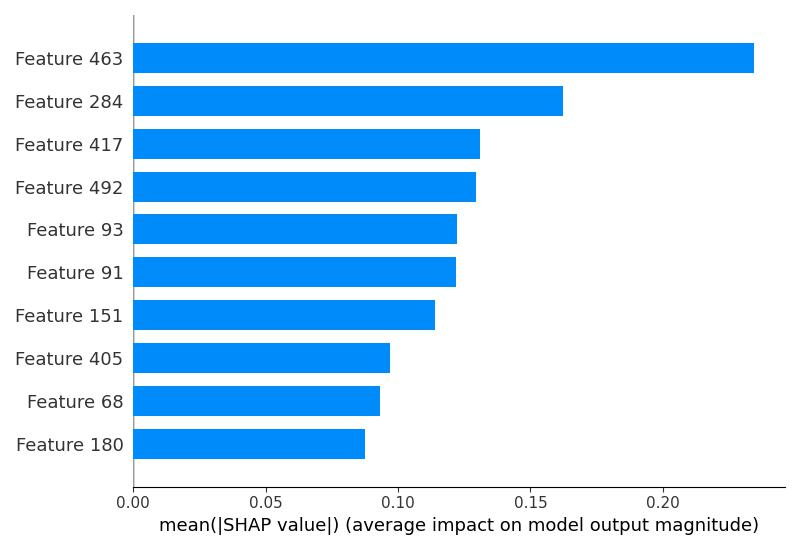 Feature 463
Feature 284
Feature 417
Feature 492
Feature 93
Feature 91
Feature 151
Feature 405
Feature 68
Feature 180
0.00 0.05 0.10 0.15 0.20
mean(|SHAP value|) (average impact on model output magnitude)